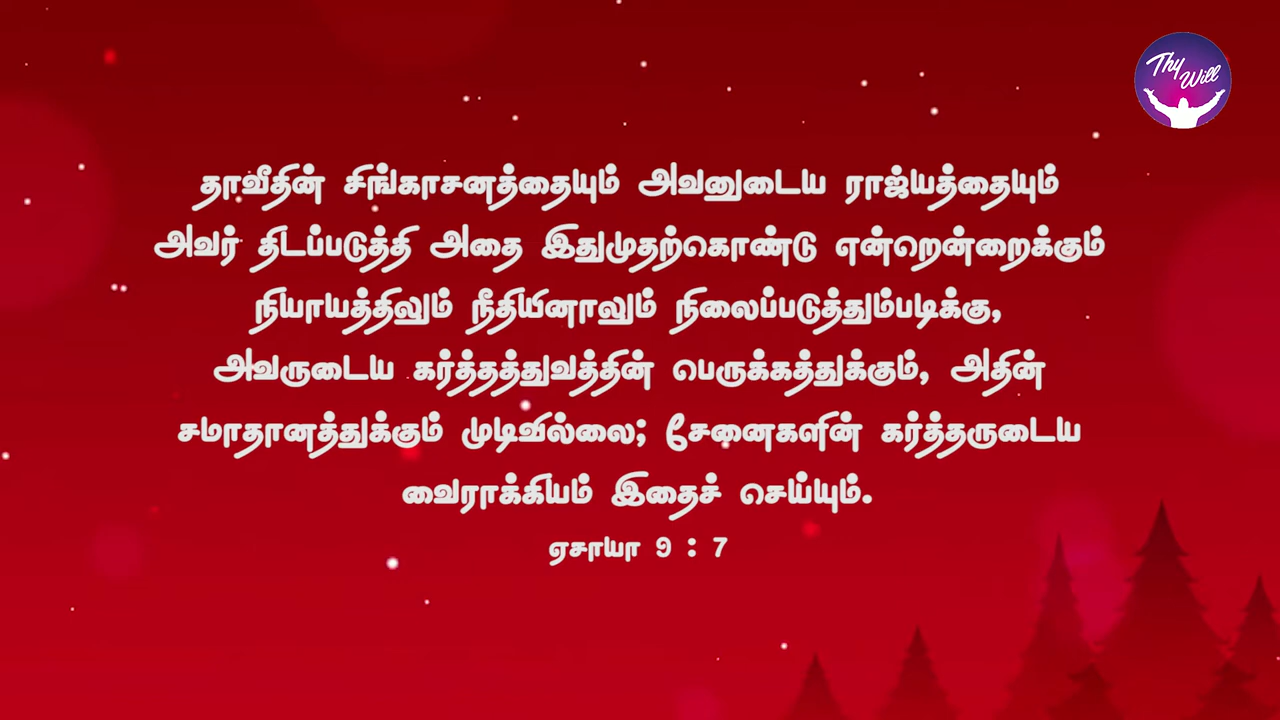 Thy Will
தாவீதின் சிங்காசனத்தையும் அவனுடைய ராஜ்யத்தையும்
அவர் திடப்படுத்தி அதை இதுமுதற்கொண்டு என்றென்றைக்கும்
நியாயத்திலும் நீதியினாலும் நிலைப்படுத்தும்படிக்கு,
அவருடைய கர்த்தத்துவத்தின் பெருக்கத்துக்கும், அதின்
சமாதானத்துக்கும் முடிவில்லை; சேனைகளின் கர்த்தருடைய
வைராக்கியம் இதைச் செய்யும்.
ஏசாயா 9 : 7